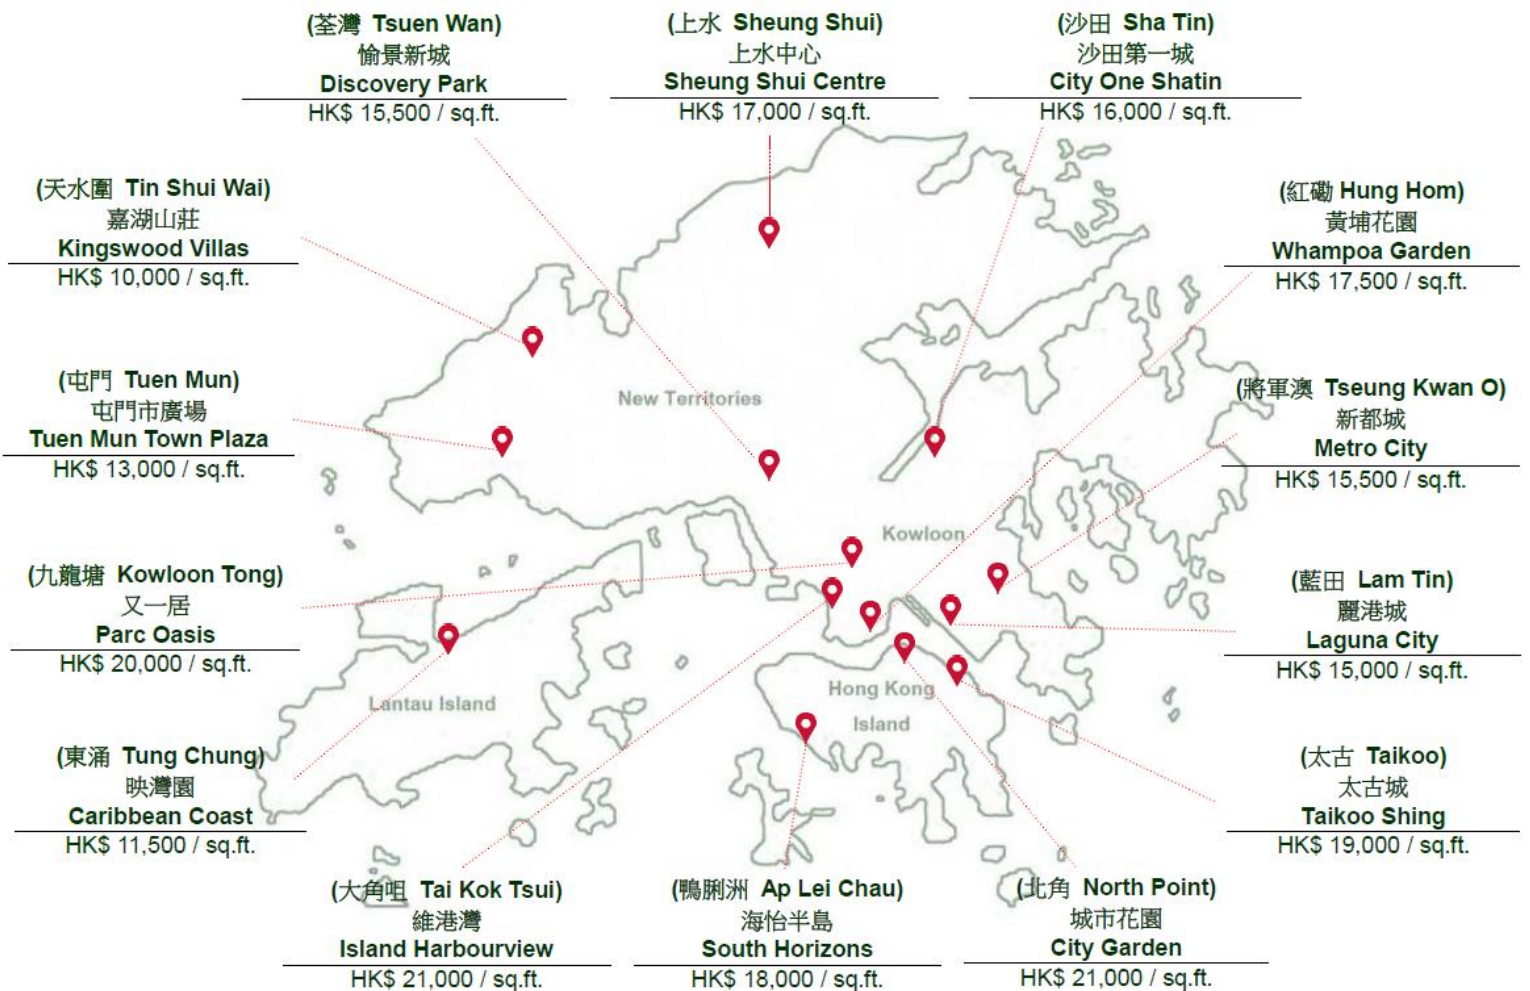 (荃灣 Tsuen Wan)
愉景新城
Discovery Park
HK$ 15,500 / sq.ft.
(上水 Sheung Shui)
上水中心
Sheung Shui Centre
HK$ 17,000 / sq.ft.
(沙田 Sha Tin)
沙田第一城
City One Shatin
HK$ 16,000 / sq.ft.
(天水圍 Tin Shui Wai)
嘉湖山莊
Kingswood Villas
HK$ 10,000 / sq.ft.
(紅磡 Hung Hom)
黃埔花園
Whampoa Garden
HK$ 17,500 / sq.ft.
(屯門 Tuen Mun)
屯門市廣場
Tuen Mun Town Plaza
HK$ 13,000 / sq.ft.
New Territories
(將軍澳 Tseung Kwan O)
新都城
Metro City
HK$ 15,500 / sq.ft.
Kowloon
(九龍塘 Kowloon Tong)
又一居
Parc Oasis
HK$ 20,000 / sq.ft.
(藍田 Lam Tin)
麗港城
Laguna City
HK$ 15,000 / sq.ft.
Lantau Island
Hong Kong
Island
(東涌 Tung Chung)
映灣園
Caribbean Coast
HK$ 11,500 / sq.ft.
(太古 Taikoo)
太古城
Taikoo Shing
HK$ 19,000 / sq.ft.
(大角咀 Tai Kok Tsui)
維港灣
Island Harbourview
HK$ 21,000 / sq.ft.
(鴨脷洲 Ap Lei Chau)
海怡半島
South Horizons
HK$ 18,000 / sq.ft.
(北角 North Point)
城市花園
City Garden
HK$ 21,000 / sq.ft.